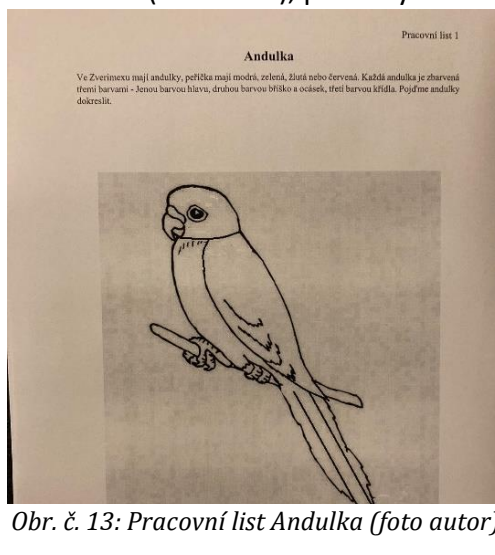 Pracovní list 1
Andulka
Ve Zverimexu mají andulky, peříčka mají modrá, zelená, žlutá nebo červená. Každá andulka je zbarvená
třemi barvami - Jenou barvou hlavu, druhou barvou bříško a ocásek, třetí barvou křídla. Pojďme andulky
dokreslit.
Obr. č. 13: Pracovní list Andulka (foto autor)